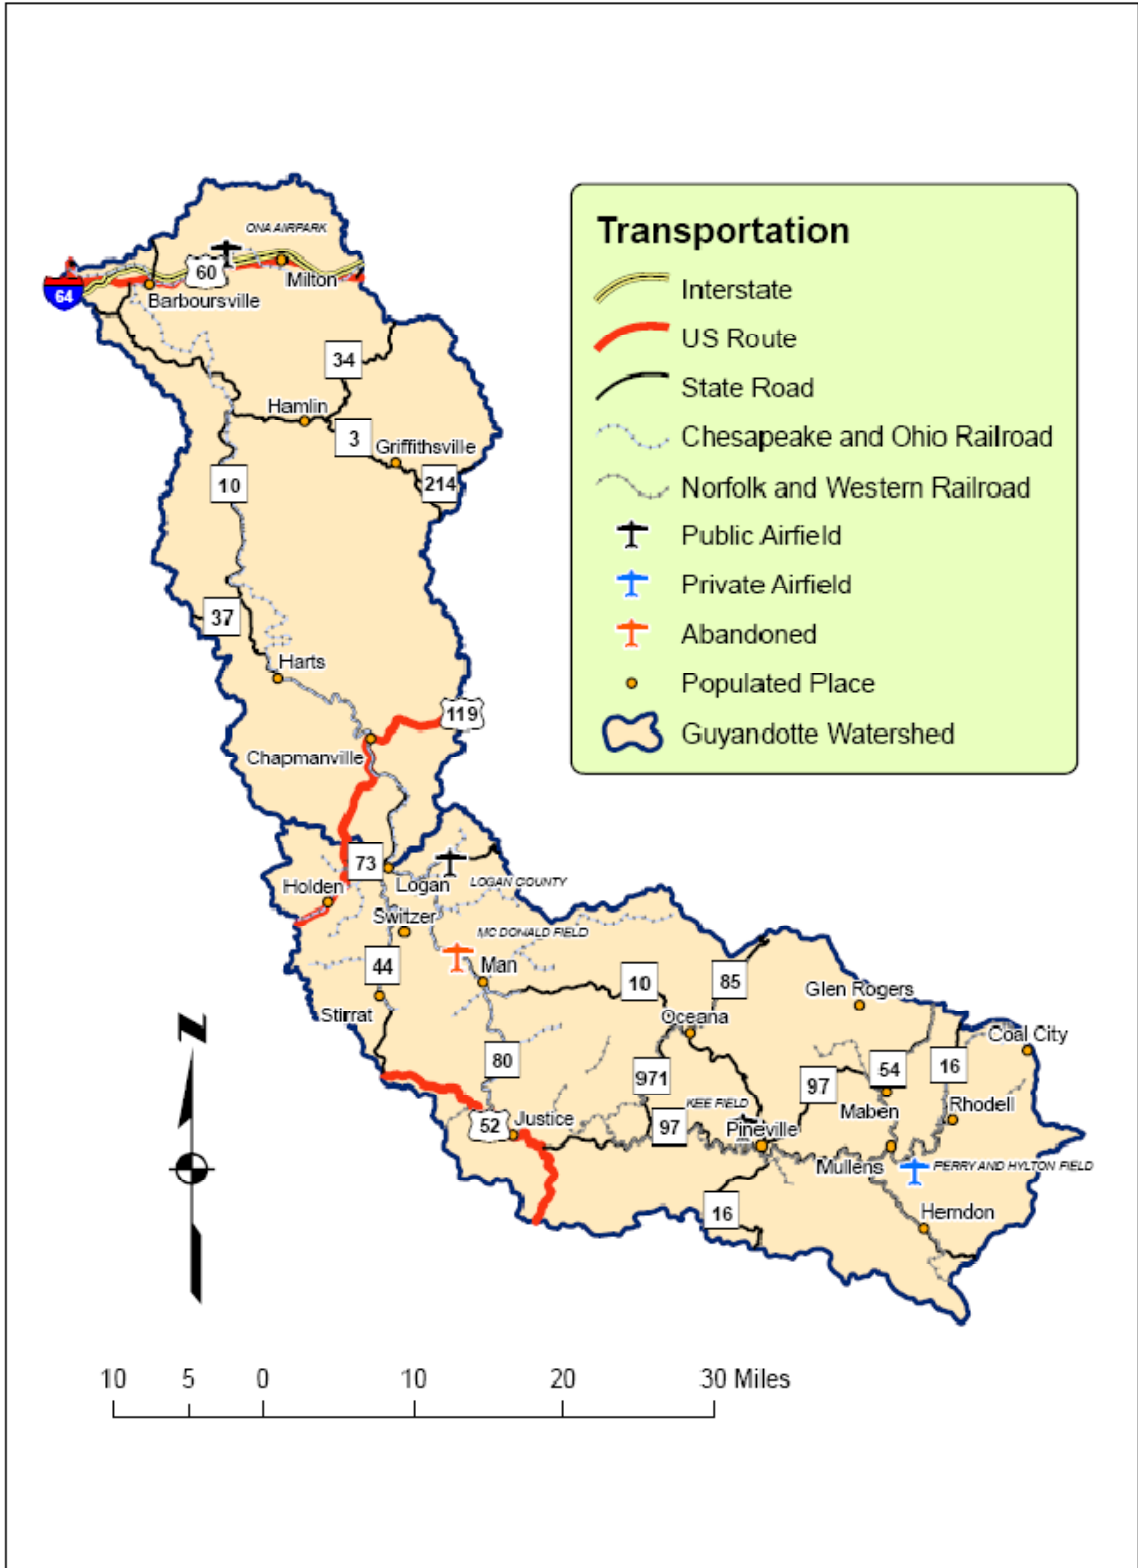 ONA AIRPARK
60
64
Milton
Barboursville
34
Hamlin
3
Griffithsville
10
214
37
Harts
119
Chapmanville
73
Logan
LOGAN COUNTY
Holden
Switzer
MC DONALD FIELD
44
Man
10
85
Glen Rogers
Stirrat
Oceana
Coal City
80
971
97
54
16
KEE FIELD
Maben
Rhodell
52
Justice
97
Pineville
Mullens
PERRY AND HYLTON FIELD
16
Herndon
Transportation
Interstate
US Route
State Road
Chesapeake and Ohio Railroad
Norfolk and Western Railroad
Public Airfield
Private Airfield
Abandoned
Populated Place
Guyandotte Watershed
N
10 5 0 10 20 30 Miles